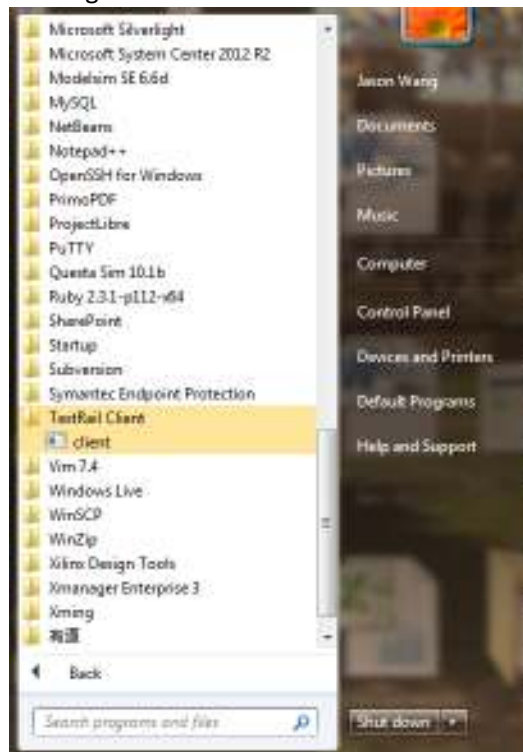 Microsoft Silverlight
Microsoft System Center 2012 R2
Modelsim SE 6.6d
MySQL
NetBeans
Notepad++
OpenSSH for Windows
PrimoPDF
ProjectLibre
PuTTY
Questa Sim 10.1b
Ruby 2.3.1-p112-x64
SharePoint
Startup
Subversion
Symantec Endpoint Protection
TestRail Client
client
Vim 7.4
Windows Live
WinSCP
WinZip
Xilinx Design Tools
Xmanager Enterprise 3
Xming
有道
Back
Search programs and files
Jason Wang
Documents
Pictures
Music
Computer
Control Panel
Devices and Printers
Default Programs
Help and Support
Shut down